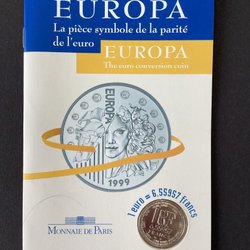 EUROPA
La pièce symbole de la parité
de l'euro
EUROPA
The euro conversion coin
EUROPA
1999
1 euro = 6,55957 francs
MONNAIE DE PARIS